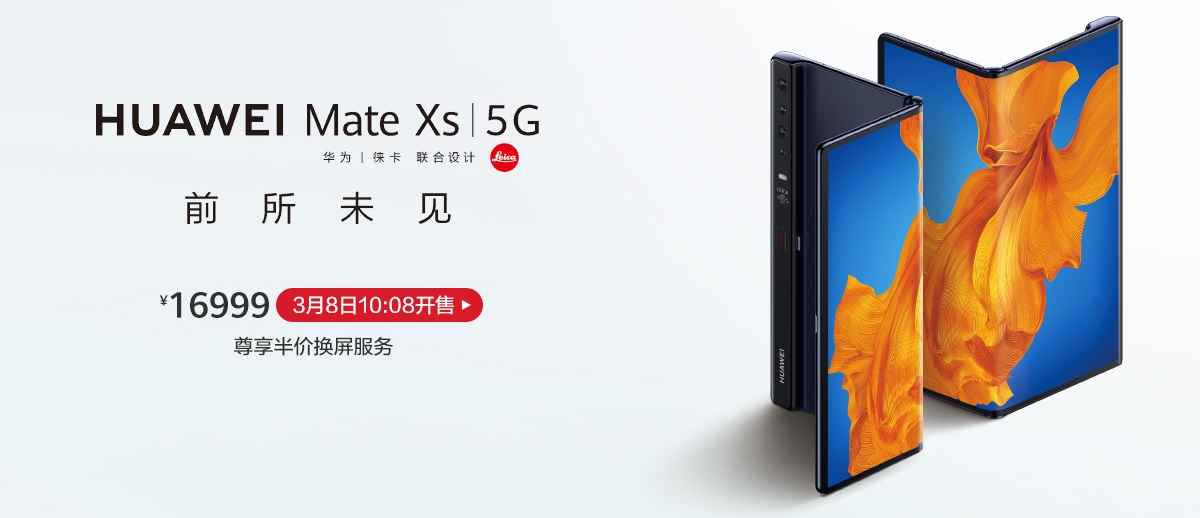 HUAWEI Mate Xs | 5G
华为 | 徕卡 联合设计 Leica
前所未见
¥16999 3月8日10:08开售
尊享半价换屏服务
HUAWEI